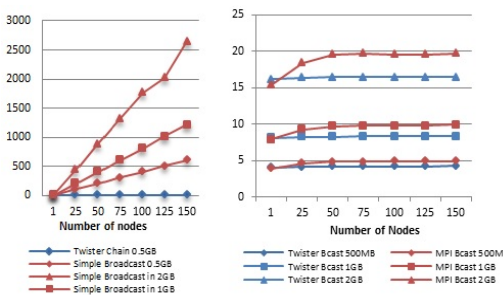 3000
2500
2000
1500
1000
500
0
1 25 50 75 100 125 150
Number of nodes
Twister Chain 0.5GB
Simple Broadcast 0.5GB
Simple Broadcast in 2GB
Simple Broadcast in 1GB
25
20
15
10
5
0
1 25 50 75 100 125 150
Number of Nodes
Twister Bcast 500MB MPI Bcast 500M
Twister Bcast 1GB MPI Bcast 1GB
Twister Bcast 2GB MPI Bcast 2GB